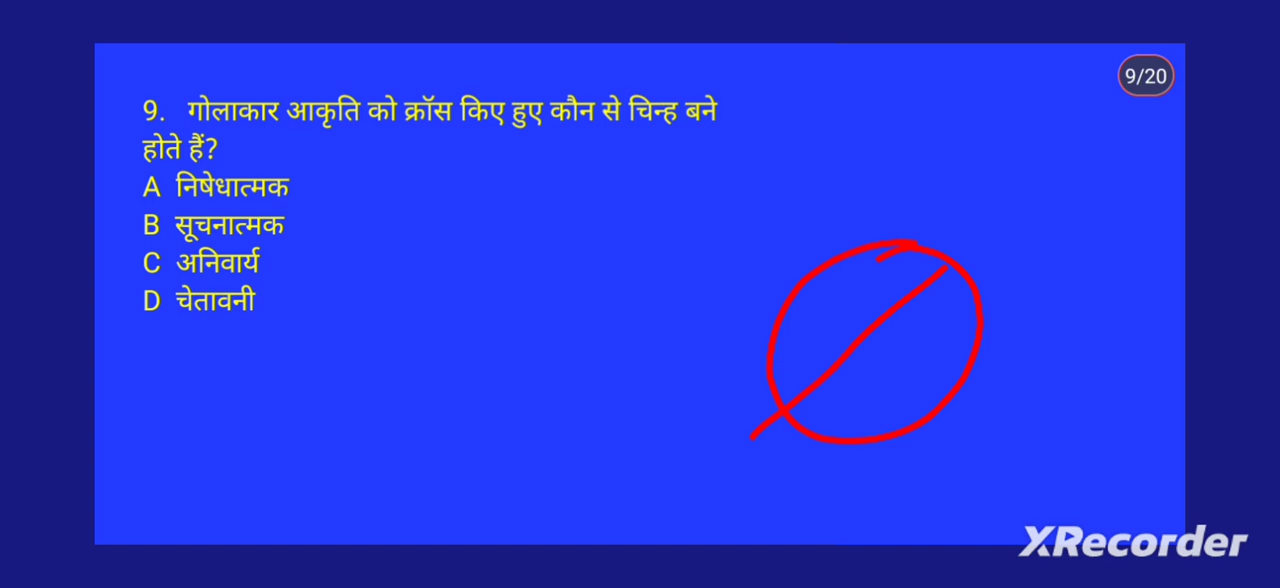 9/20
9. गोलाकार आकृति को क्रॉस किए हुए कौन से चिन्ह बने
होते हैं?
A निषेधात्मक
B सूचनात्मक
C अनिवार्य
D चेतावनी
XRecorder